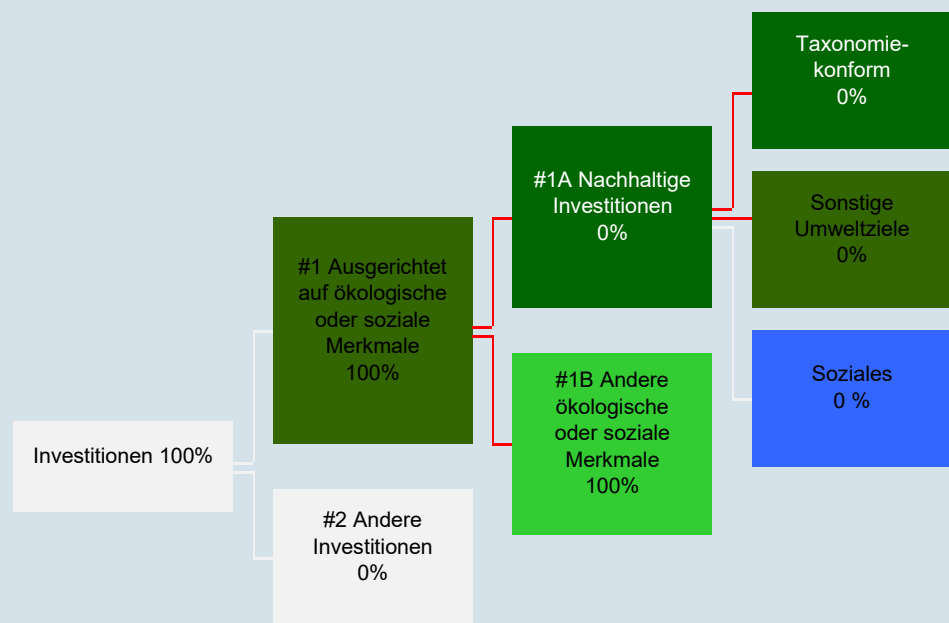 Investitionen 100%
#1 Ausgerichtet
auf ökologische
oder soziale
Merkmale
100%
#2 Andere
Investitionen
0%
#1A Nachhaltige
Investitionen
0%
#1B Andere
ökologische
oder soziale
Merkmale
100%
Taxonomie-
konform
0%
Sonstige
Umweltziele
0%
Soziales
0 %